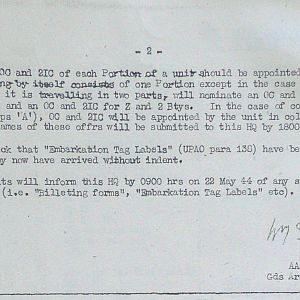 - 2 -
OC and 2IC of each Portion of a unit should be appointed
ng by itself consists of one Portion except in the case
it is travelling in two parts, will nominate an OC and
and an OC and 2IC for Z and 2 Btys. In the case of co
ps 'A'), OC and 2IC will be appointed by the unit in col
ames of these offrs will be submitted to this HQ by 1800
ck that "Embarkation Tag Labels" (UPAO para 138) have be
y now have arrived without indent.
ts will inform this HQ by 0900 hrs on 22 May 44 of any s
(i.e. "Billeting forms", "Embarkation Tag Labels" etc).
AA
Gds Ar